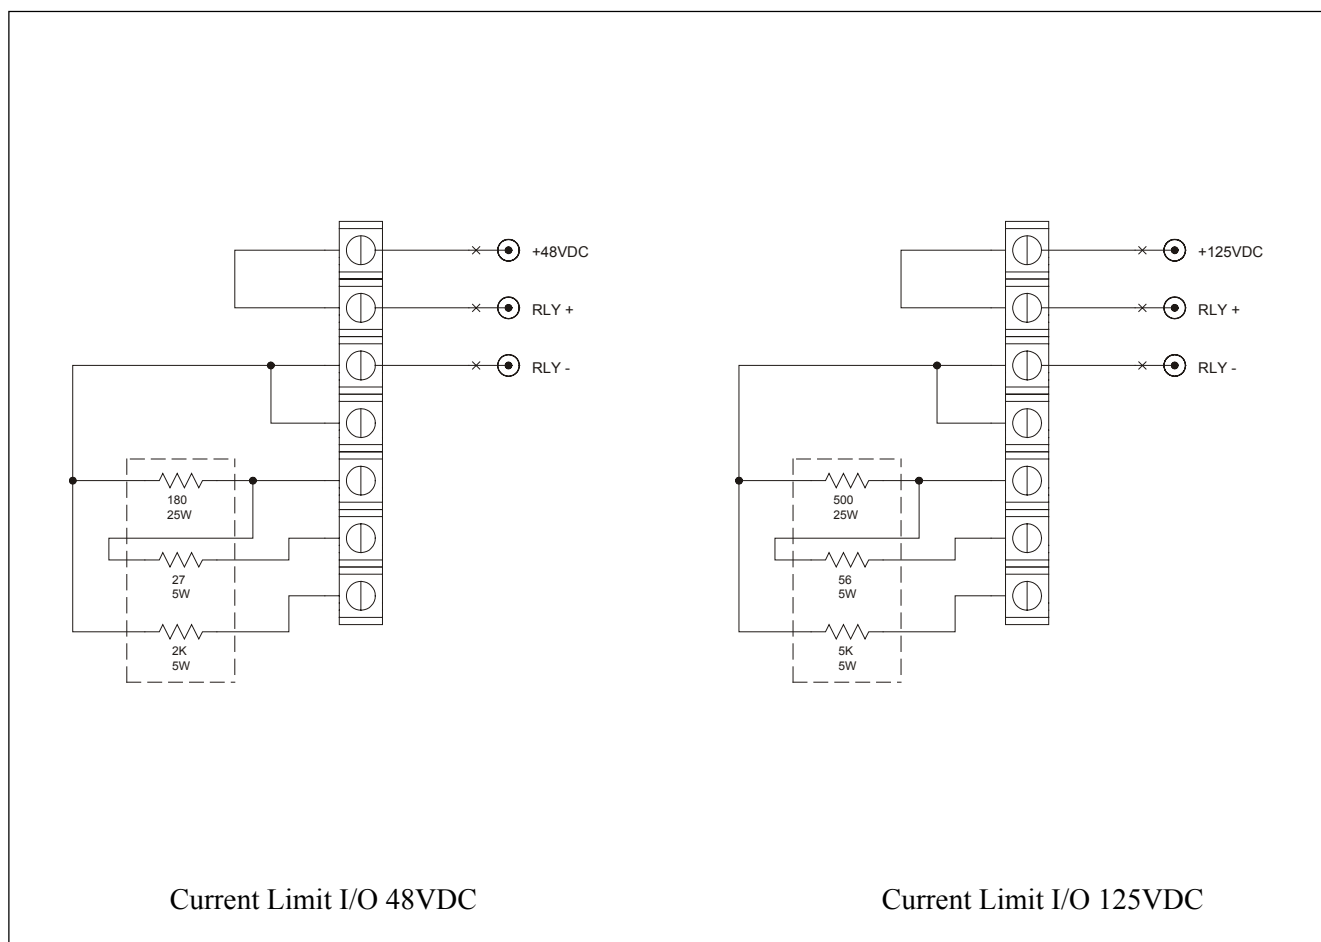 +48VDC
RLY +
RLY -
180
25W
27
5W
2K
5W
Current Limit I/O 48VDC
+125VDC
RLY +
RLY -
500
25W
56
5W
5K
5W
Current Limit I/O 125VDC